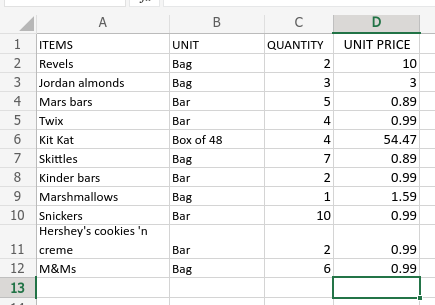 A B C D
1 ITEMS UNIT QUANTITY UNIT PRICE
2 Revels Bag 2 10
3 Jordan almonds Bag 3 3
4 Mars bars Bar 5 0.89
5 Twix Bar 4 0.99
6 Kit Kat Box of 48 4 54.47
7 Skittles Bag 7 0.89
8 Kinder bars Bar 2 0.99
9 Marshmallows Bag 1 1.59
10 Snickers Bar 10 0.99
Hershey's cookies 'n
11 creme Bar 2 0.99
12 M&Ms Bag 6 0.99
13